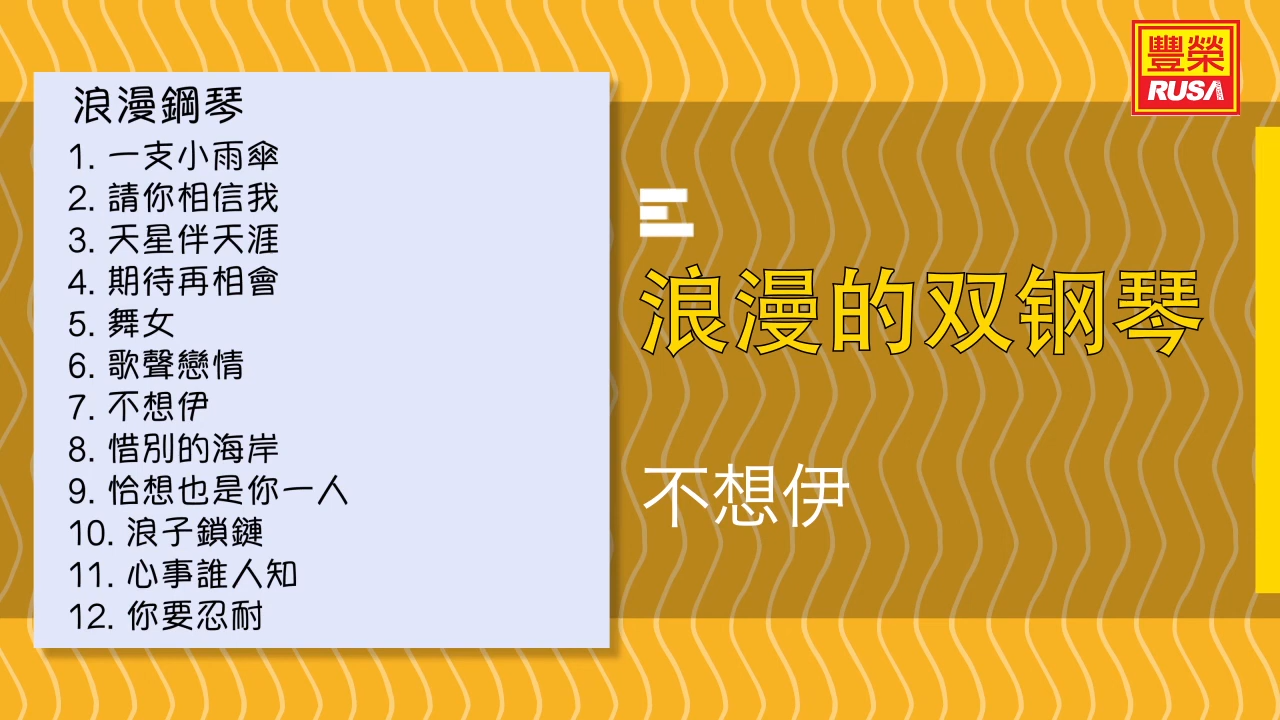 豐榮
RUSA
浪漫鋼琴
1. 一支小雨傘
2. 請你相信我
3. 天星伴天涯
4. 期待再相會
5. 舞女
6. 歌聲戀情
7. 不想伊
8. 惜別的海岸
9. 恰想也是你一人
10. 浪子鎖鏈
11. 心事誰人知
12. 你要忍耐
浪漫的双钢琴
不想伊